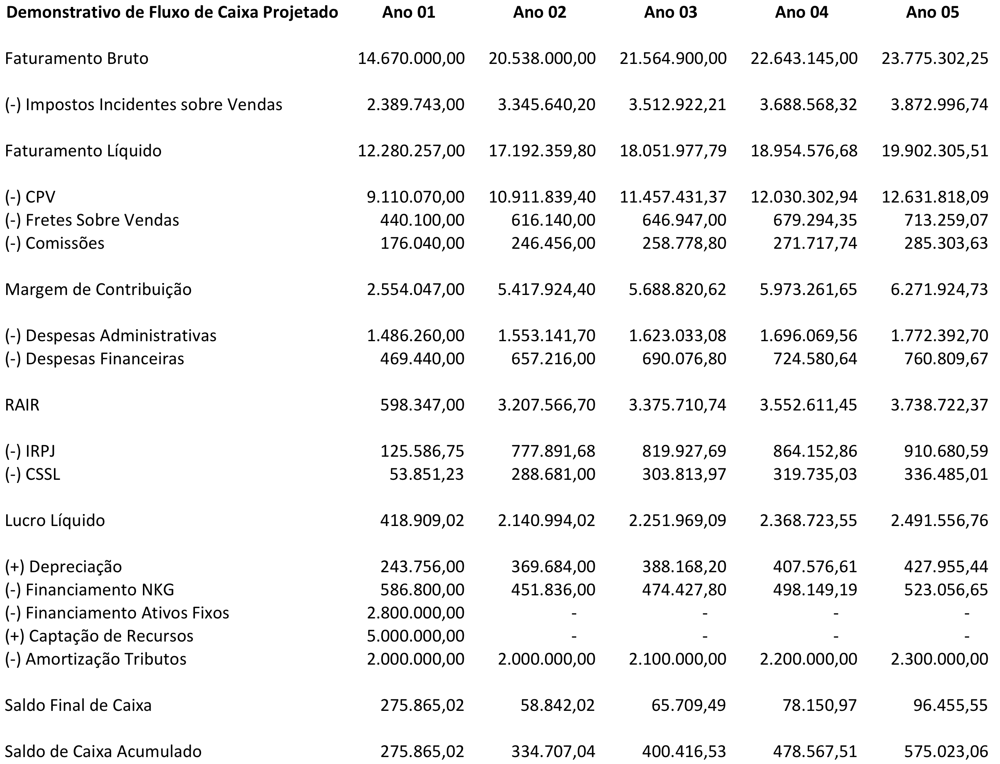 Demonstrativo de Fluxo de Caixa Projetado Ano 01 Ano 02 Ano 03 Ano 04 Ano 05
Faturamento Bruto 14.670.000,00 20.538.000,00 21.564.900,00 22.643.145,00 23.775.302,25
(-) Impostos Incidentes sobre Vendas 2.389.743,00 3.345.640,20 3.512.922,21 3.688.568,32 3.872.996,74
Faturamento Líquido 12.280.257,00 17.192.359,80 18.051.977,79 18.954.576,68 19.902.305,51
(-) CPV 9.110.070,00 10.911.839,40 11.457.431,37 12.030.302,94 12.631.818,09
(-) Fretes Sobre Vendas 440.100,00 616.140,00 646.947,00 679.294,35 713.259,07
(-) Comissões 176.040,00 246.456,00 258.778,80 271.717,74 285.303,63
Margem de Contribuição 2.554.047,00 5.417.924,40 5.688.820,62 5.973.261,65 6.271.924,73
(-) Despesas Administrativas 1.486.260,00 1.553.141,70 1.623.033,08 1.696.069,56 1.772.392,70
(-) Despesas Financeiras 469.440,00 657.216,00 690.076,80 724.580,64 760.809,67
RAIR 598.347,00 3.207.566,70 3.375.710,74 3.552.611,45 3.738.722,37
(-) IRPJ 125.586,75 777.891,68 819.927,69 864.152,86 910.680,59
(-) CSSL 53.851,23 288.681,00 303.813,97 319.735,03 336.485,01
Lucro Líquido 418.909,02 2.140.994,02 2.251.969,09 2.368.723,55 2.491.556,76
(+) Depreciação 243.756,00 369.684,00 388.168,20 407.576,61 427.955,44
(-) Financiamento NKG 586.800,00 451.836,00 474.427,80 498.149,19 523.056,65
(-) Financiamento Ativos Fixos 2.800.000,00 - - - -
(+) Captação de Recursos 5.000.000,00 - - - -
(-) Amortização Tributos 2.000.000,00 2.000.000,00 2.100.000,00 2.200.000,00 2.300.000,00
Saldo Final de Caixa 275.865,02 58.842,02 65.709,49 78.150,97 96.455,55
Saldo de Caixa Acumulado 275.865,02 334.707,04 400.416,53 478.567,51 575.023,06